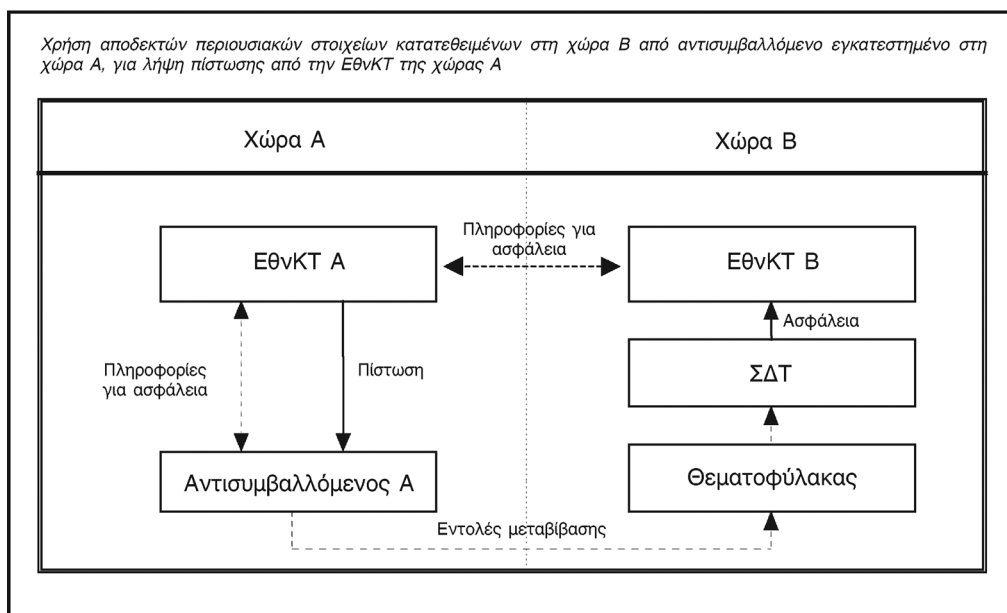 Χρήση αποδεκτών περιουσιακών στοιχείων κατατεθειμένων στη χώρα Β από αντισυμβαλλόμενο εγκατεστημένο στη
χώρα Α, για λήψη πίστωσης από την ΕθνΚΤ της χώρας Α
Χώρα Α
Χώρα Β
Πληροφορίες για
ασφάλεια
ΕθνΚΤ Α
ΕθνΚΤ Β
Ασφάλεια
Πληροφορίες
για ασφάλεια
Πίστωση
ΣΔΤ
Αντισυμβαλλόμενος Α
Θεματοφύλακας
Εντολές μεταβίβασης